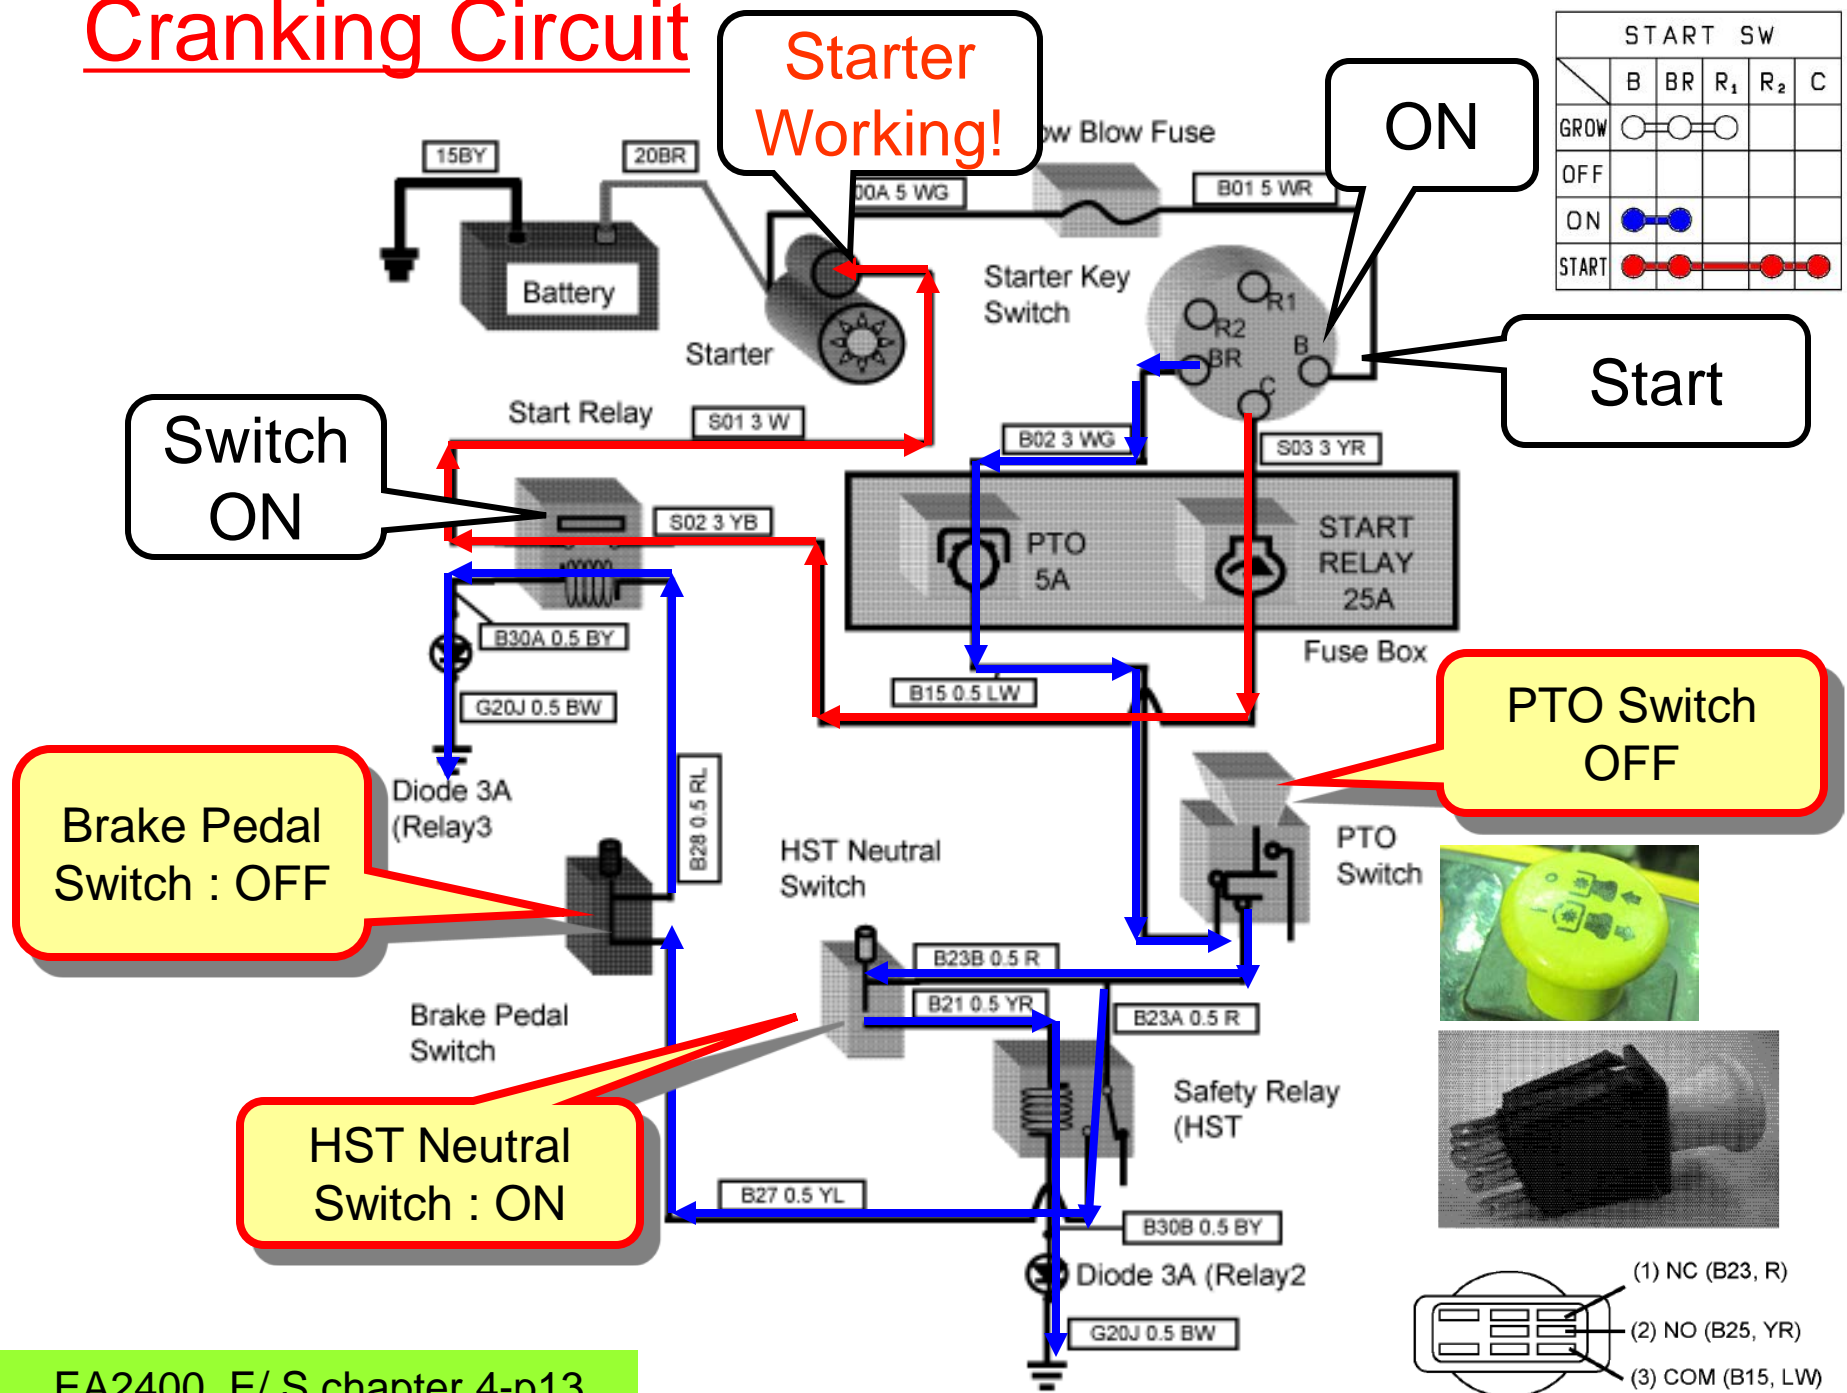 Cranking Circuit
Starter
Working!
ow Blow Fuse
ON
START SW
B BR R₁ R₂ C
GROW
OFF
ON
START
15BY
20BR
00A 5 WG
B01 5 WR
Battery
Starter
Starter Key
Switch
R1
R2
BR
B
C
Start
Start Relay
S01 3 W
Switch
ON
B02 3 WG
S03 3 YR
S02 3 YB
PTO
5A
START
RELAY
25A
Fuse Box
B30A 0.5 BY
G20J 0.5 BW
B15 0.5 LW
PTO Switch
OFF
Diode 3A
(Relay3
B28 0.5 RL
Brake Pedal
Switch : OFF
HST Neutral
Switch
PTO
Switch
B23B 0.5 R
B21 0.5 YR
B23A 0.5 R
Brake Pedal
Switch
Safety Relay
(HST
HST Neutral
Switch : ON
B27 0.5 YL
B30B 0.5 BY
Diode 3A (Relay2
G20J 0.5 BW
(1) NC (B23, R)
(2) NO (B25, YR)
(3) COM (B15, LW)
EA2400 E/ S chapter 4-p13